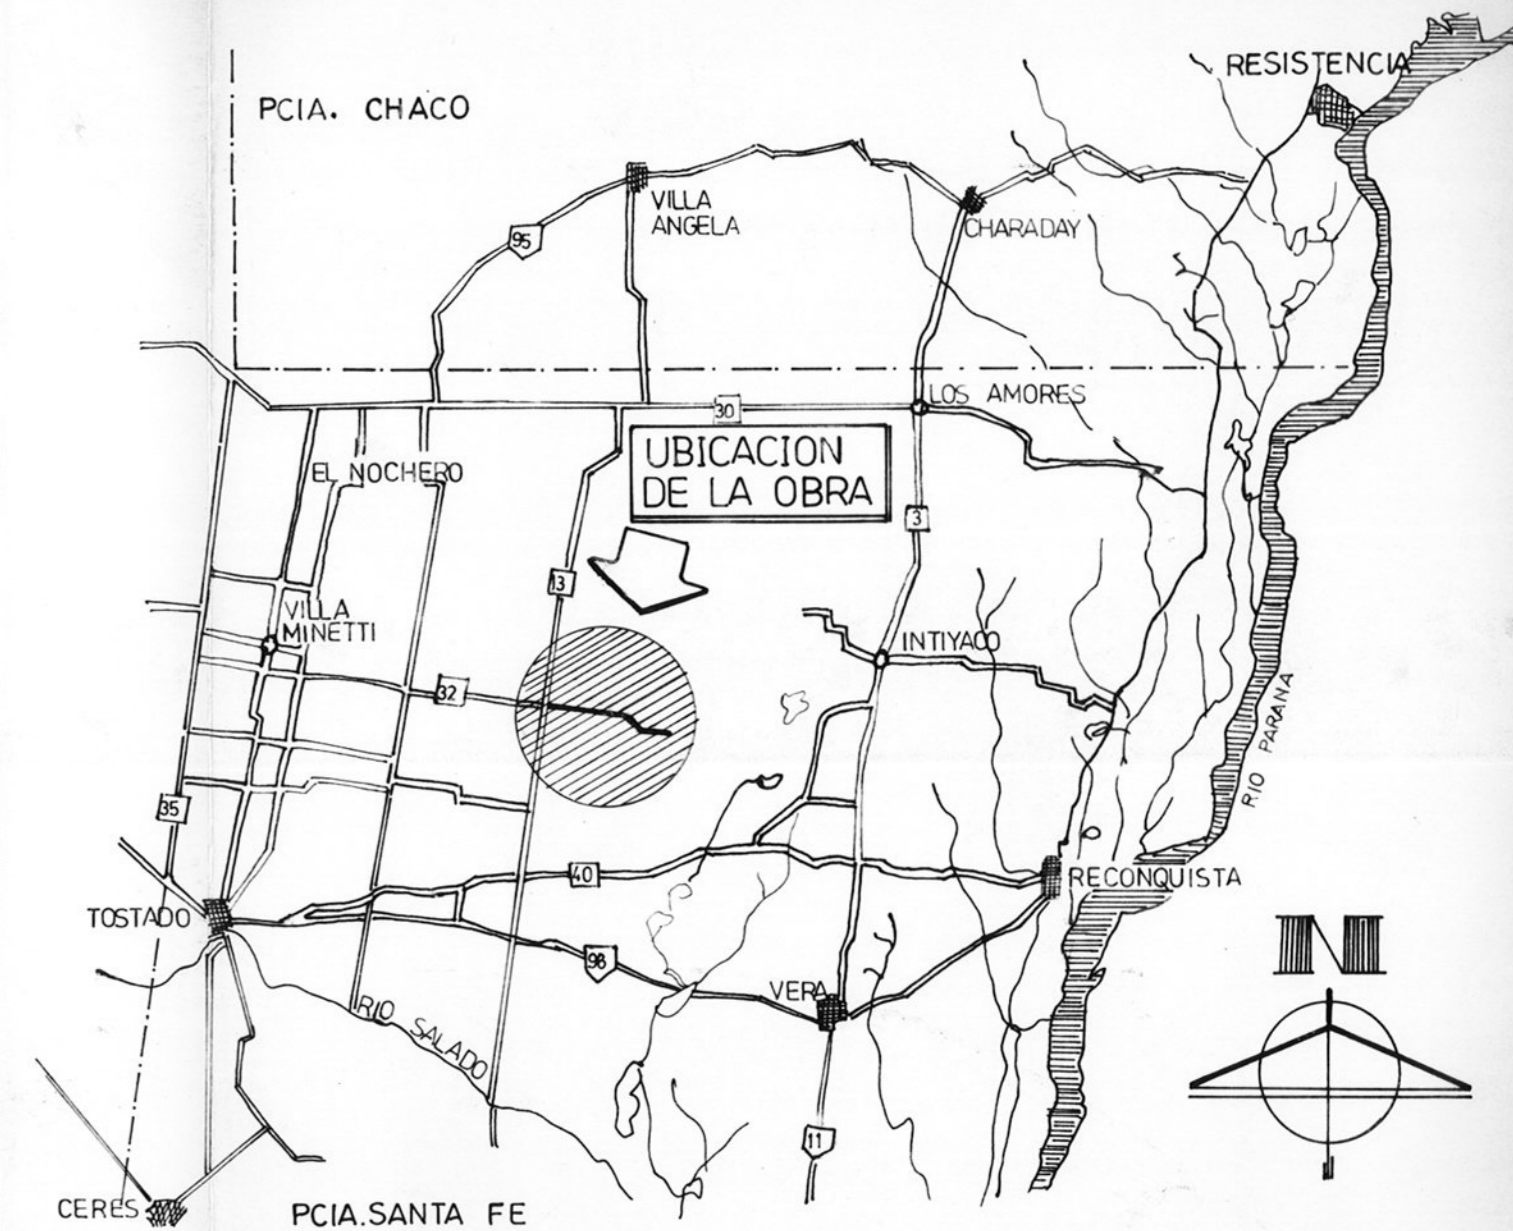 RESISTENCIA
PCIA. CHACO
VILLA
ANGELA
CHARADAY
95
LOS AMORES
30
UBICACION
DE LA OBRA
EL NOCHERO
3
13
VILLA
MINETTI
INTIYACO
32
RIO PARANA
35
40
RECONQUISTA
TOSTADO
N
98
VERA
RIO SALADO
11
CERES
PCIA.SANTA FE